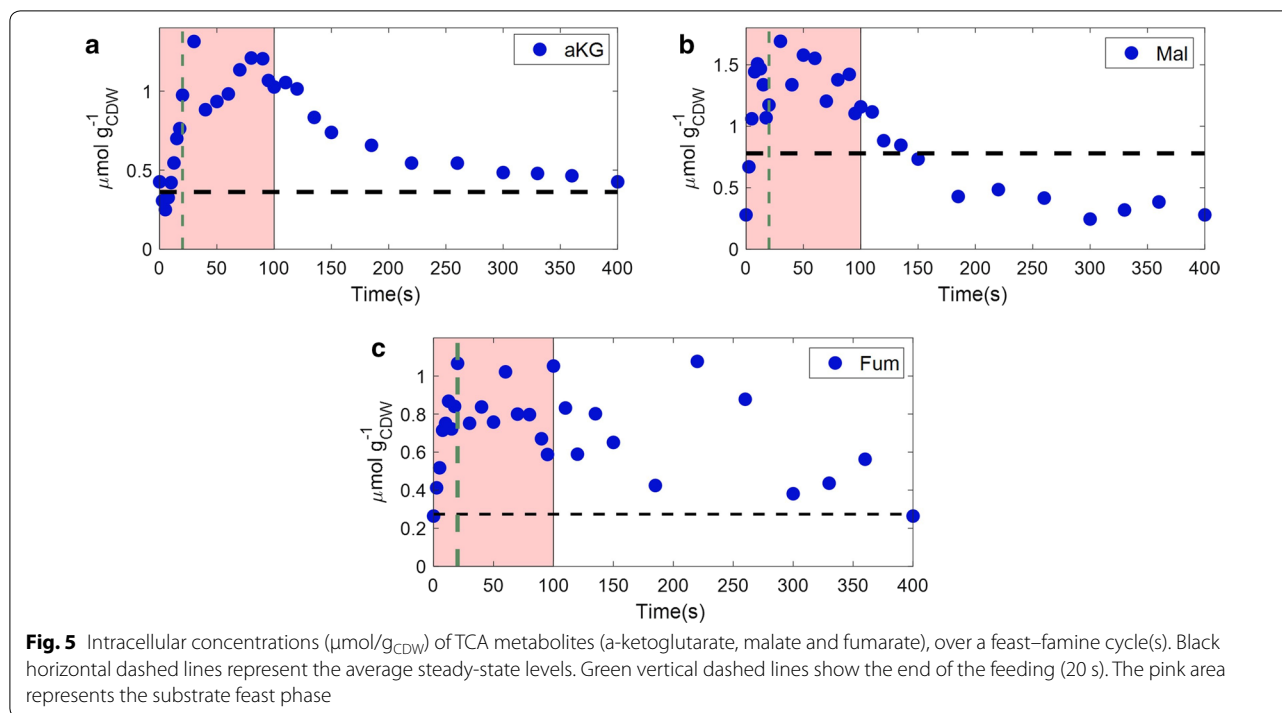 a
aKG
1
0.5
0
μmol g⁻¹CDW
0 50 100 150 200 250 300 350 400
Time(s)
b
Mal
1.5
1
0.5
0
μmol g⁻¹CDW
0 50 100 150 200 250 300 350 400
Time(s)
c
Fum
1
0.8
0.6
0.4
0.2
0
μmol g⁻¹CDW
0 50 100 150 200 250 300 350 400
Time(s)
Fig. 5 Intracellular concentrations (μmol/gCDW) of TCA metabolites (a-ketoglutarate, malate and fumarate), over a feast–famine cycle(s). Black
horizontal dashed lines represent the average steady-state levels. Green vertical dashed lines show the end of the feeding (20 s). The pink area
represents the substrate feast phase